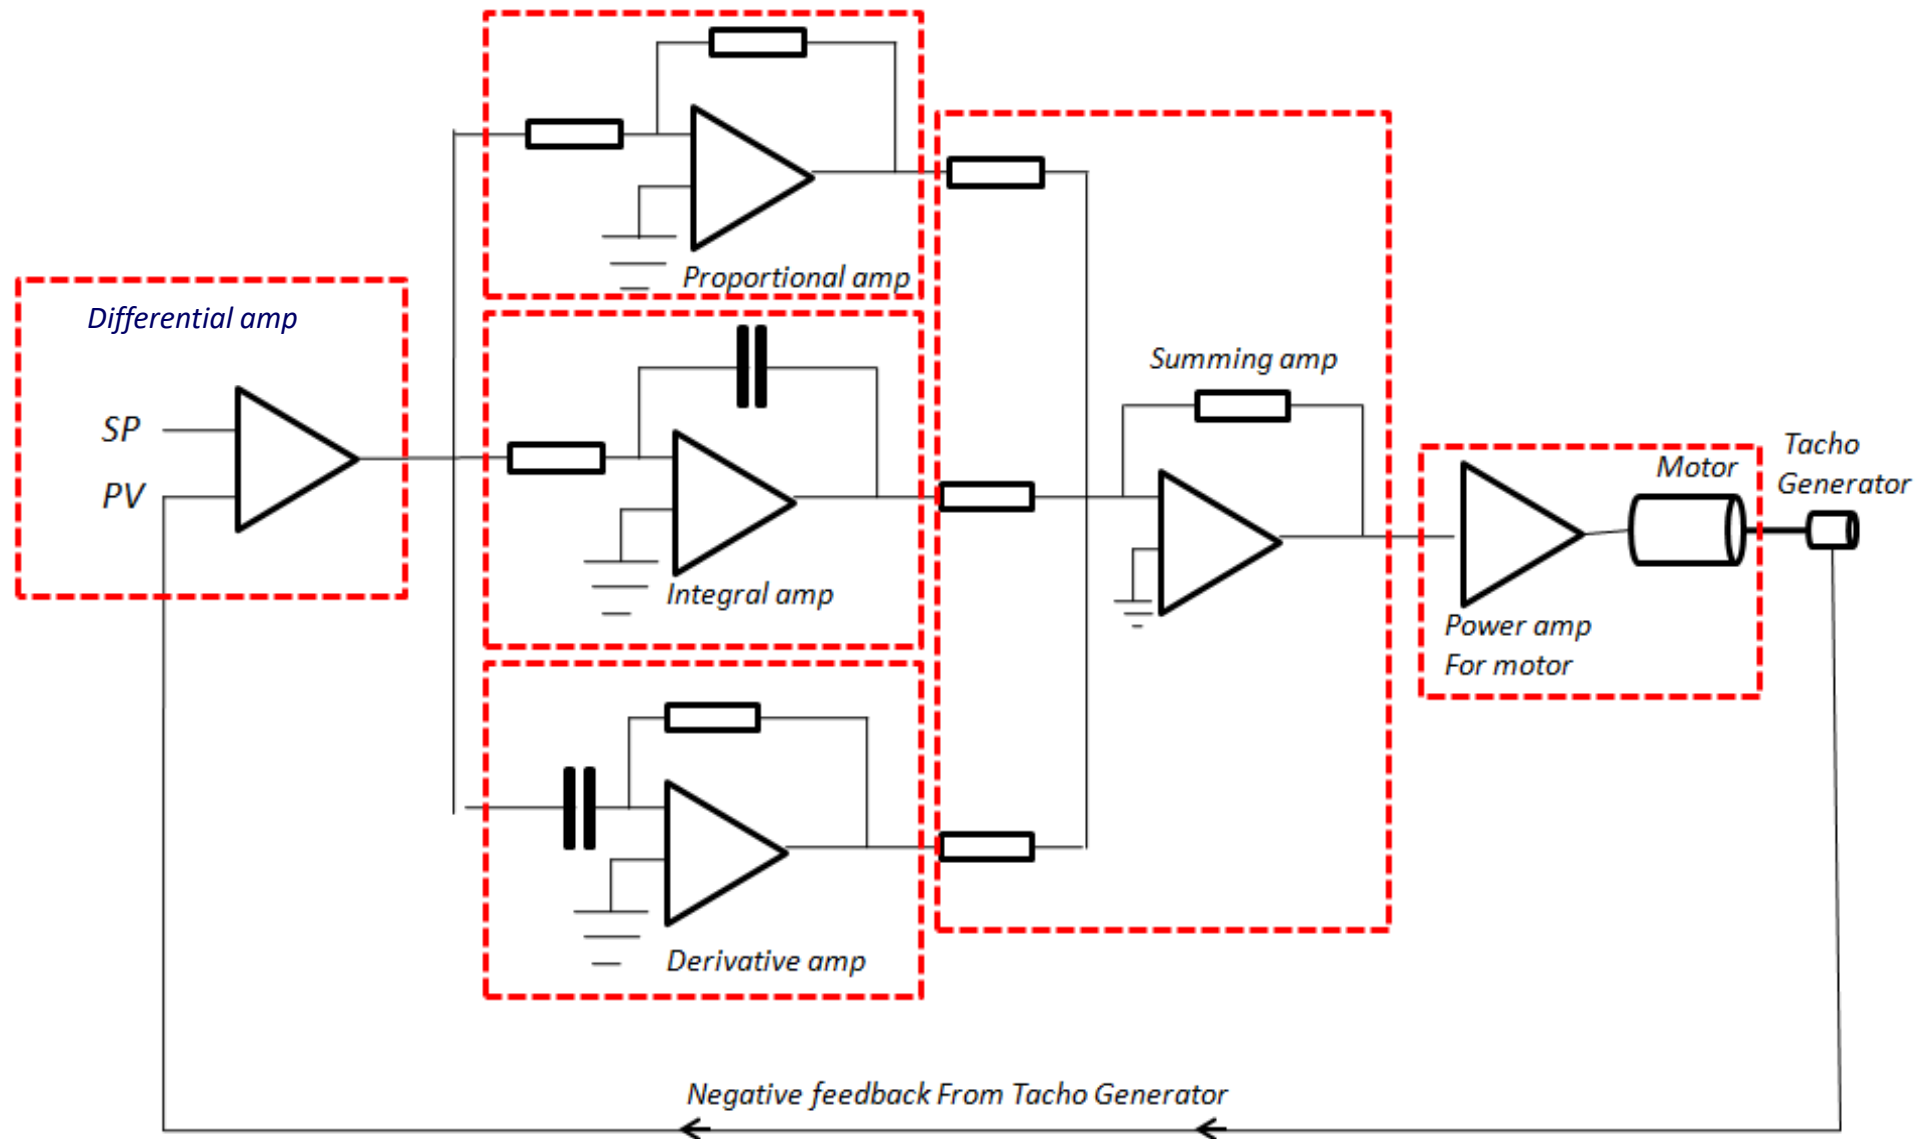 Proportional amp
Differential amp
SP
PV
Integral amp
Summing amp
Derivative amp
Motor
Tacho
Generator
Power amp
For motor
Negative feedback From Tacho Generator